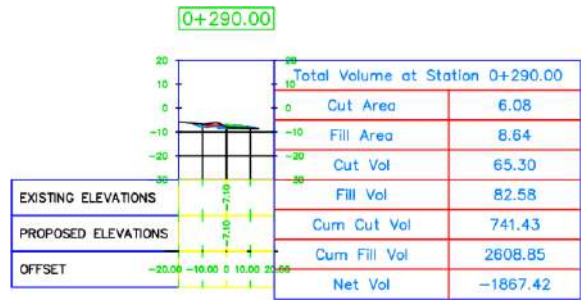 0+290.00
20
10
0
-10
-20
-30
20
10
0
-10
-20
-30
Total Volume at Station 0+290.00
Cut Area 6.08
Fill Area 8.64
Cut Vol 65.30
Fill Vol 82.58
Cum Cut Vol 741.43
Cum Fill Vol 2608.85
Net Vol -1867.42
EXISTING ELEVATIONS -7.10
PROPOSED ELEVATIONS -7.10
OFFSET -20.00 -10.00 0 10.00 20.00